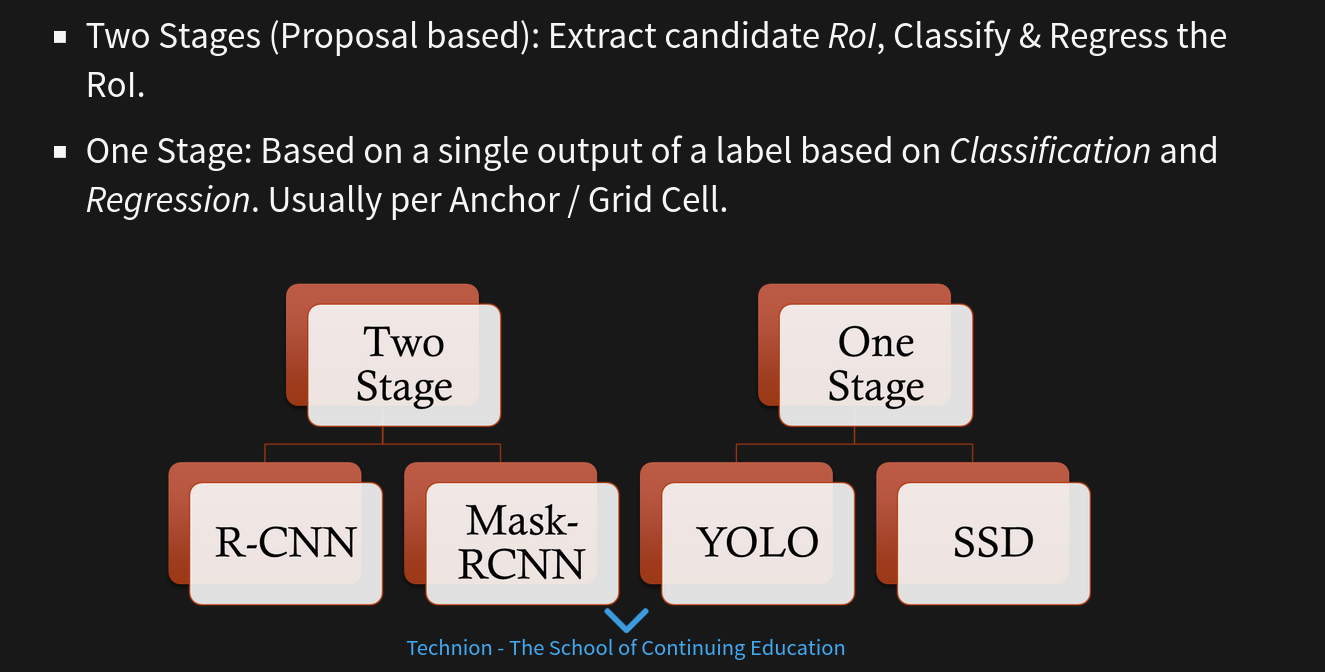 Two Stages (Proposal based): Extract candidate RoI, Classify & Regress the
RoI.
One Stage: Based on a single output of a label based on Classification and
Regression. Usually per Anchor / Grid Cell.
Two
Stage
One
Stage
R-CNN
Mask-
RCNN
YOLO
SSD
Technion - The School of Continuing Education